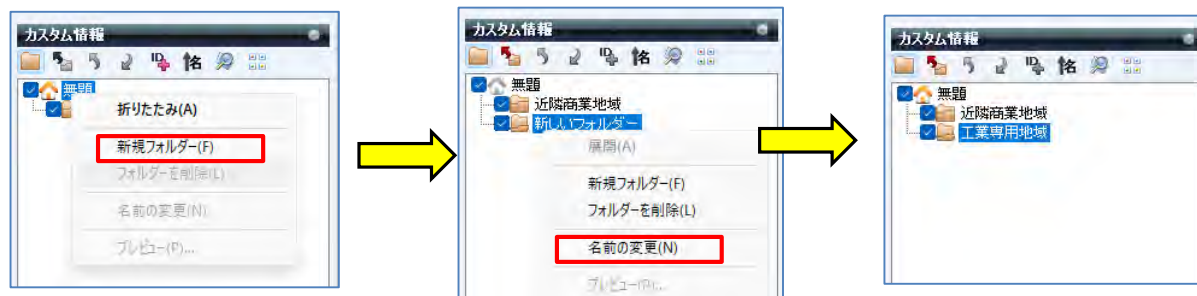 カスタム情報
無題
折りたたみ(A)
新規フォルダー(F)
フォルダーを削除(L)
名前の変更(N)
プレビュー(P)...
カスタム情報
無題
近隣商業地域
新しいフォルダー
展開(A)
新規フォルダー(F)
フォルダーを削除(L)
名前の変更(N)
プレビュー(P)...
カスタム情報
無題
近隣商業地域
工業専用地域